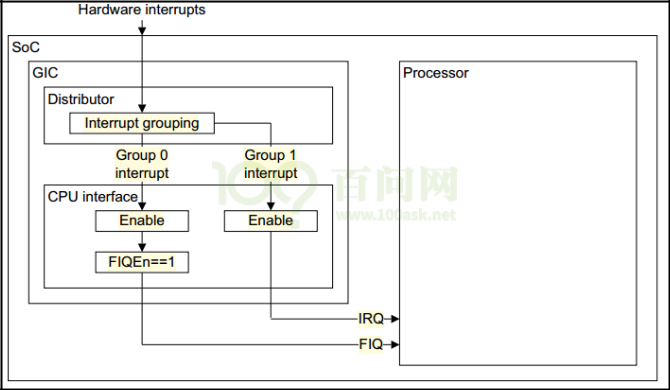 Hardware interrupts
SoC
GIC
Processor
Distributor
Interrupt grouping
Group 0
interrupt
Group 1
interrupt
百问网
www.100ask.net
CPU interface
Enable
Enable
FIQEn==1
IRQ
FIQ